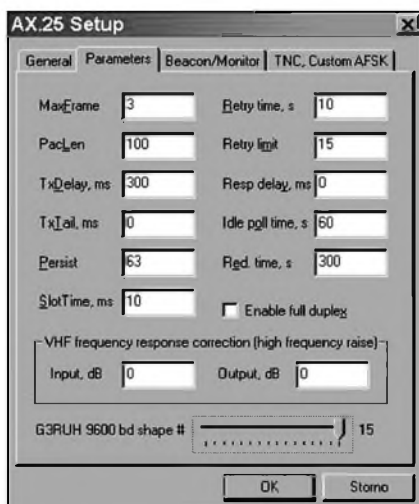 AX.25 Setup
General Parameters Beacon/Monitor TNC, Custom AFSK
MaxFrame 3 Retry time, s 10
PacLen 100 Retry limit 15
TxDelay, ms 300 Resp delay, ms 0
TxTail, ms 0 Idle poll time, s 60
Persist 63 Red. time, s 300
SlotTime, ms 10 Enable full duplex
VHF frequency response correction (high frequency raise)
Input, dB 0 Output, dB 0
G3RUH 9600 bd shape # 15
OK Storno